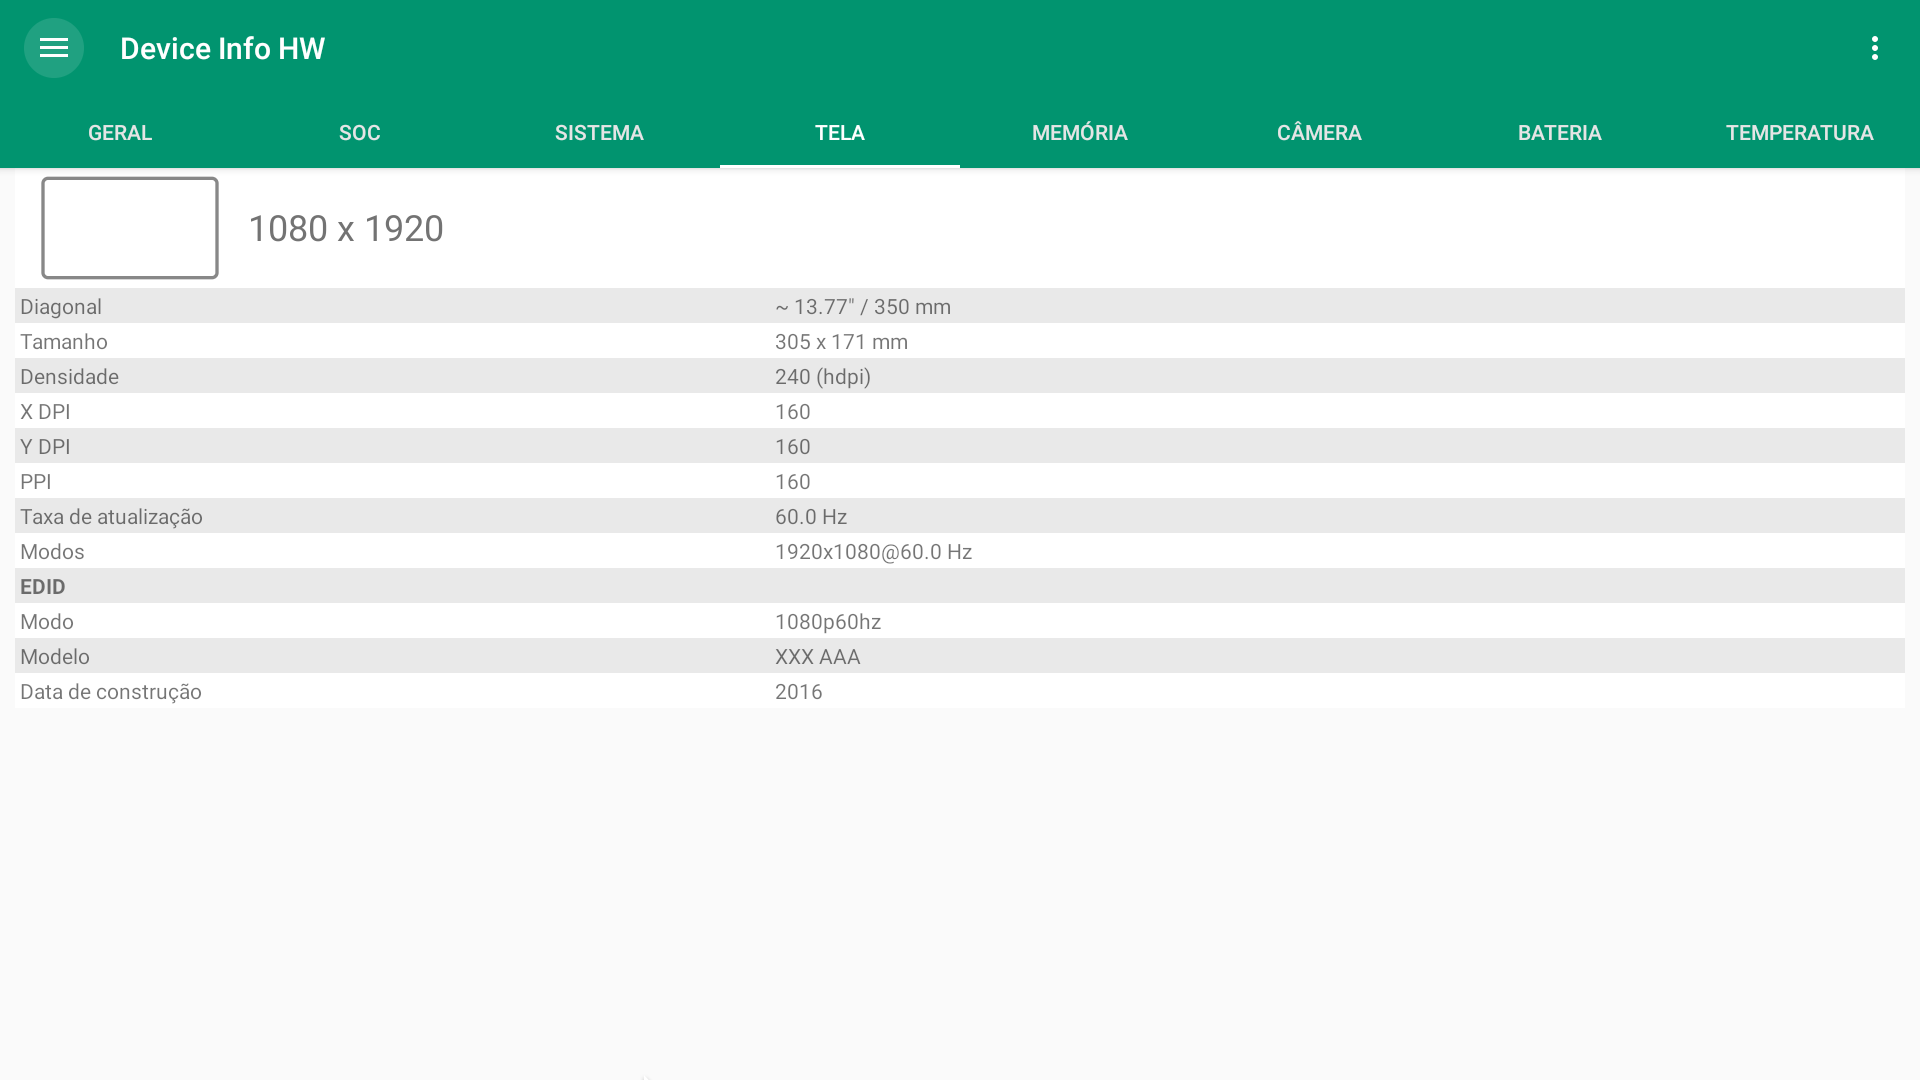 Device Info HW
GERAL SOC SISTEMA TELA MEMÓRIA CÂMERA BATERIA TEMPERATURA
1080 x 1920
Diagonal ~ 13.77" / 350 mm
Tamanho 305 x 171 mm
Densidade 240 (hdpi)
X DPI 160
Y DPI 160
PPI 160
Taxa de atualização 60.0 Hz
Modos 1920x1080@60.0 Hz
EDID
Modo 1080p60hz
Modelo XXX AAA
Data de construção 2016